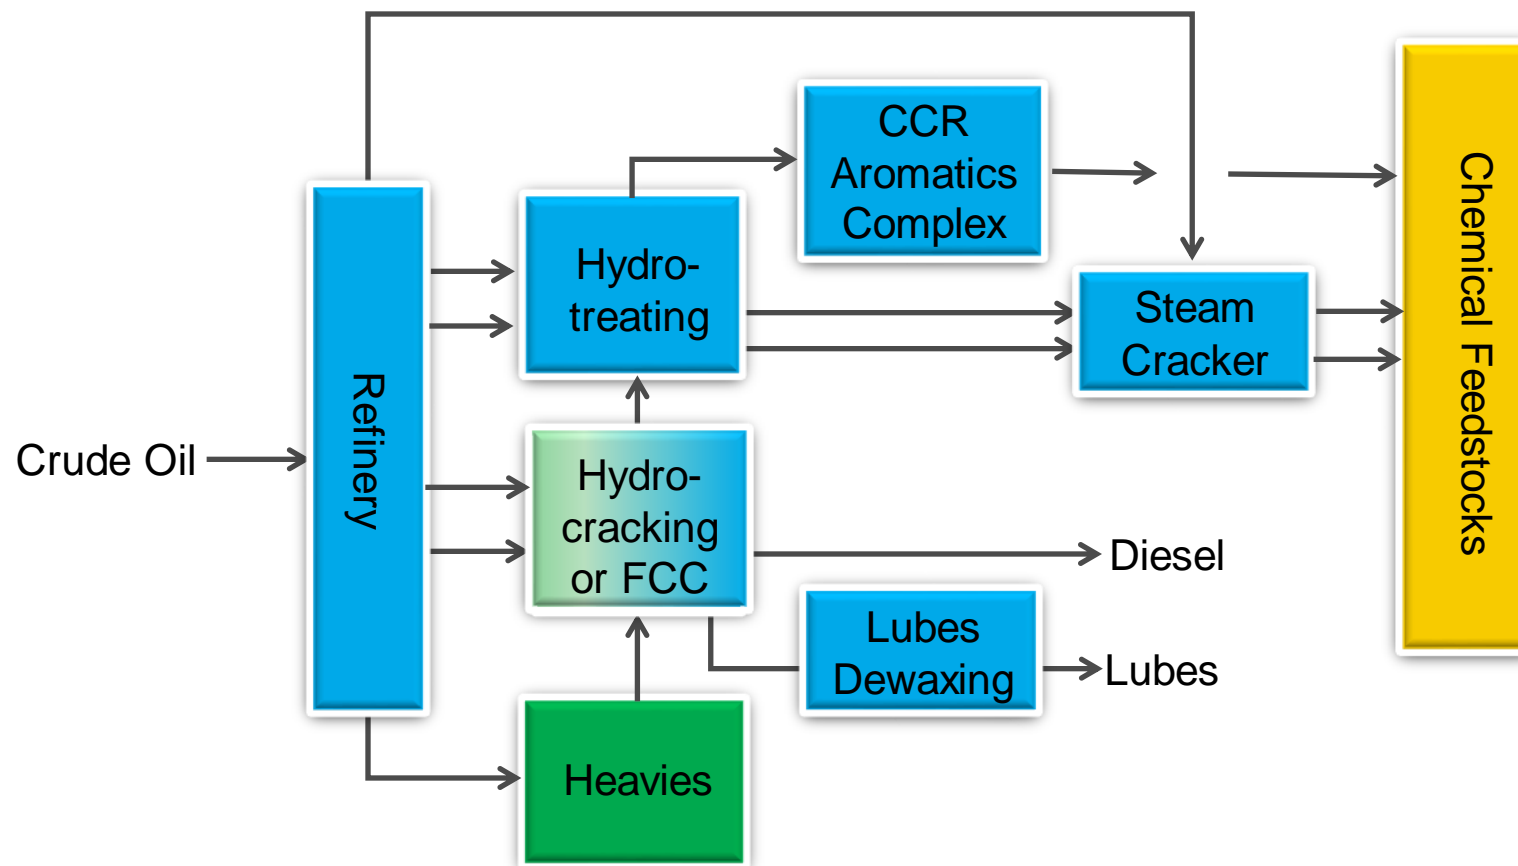 CCR
Aromatics
Complex
Hydro-
treating
Steam
Cracker
Chemical Feedstocks
Refinery
Crude Oil
Hydro-
cracking
or FCC
Diesel
Lubes
Dewaxing
Lubes
Heavies